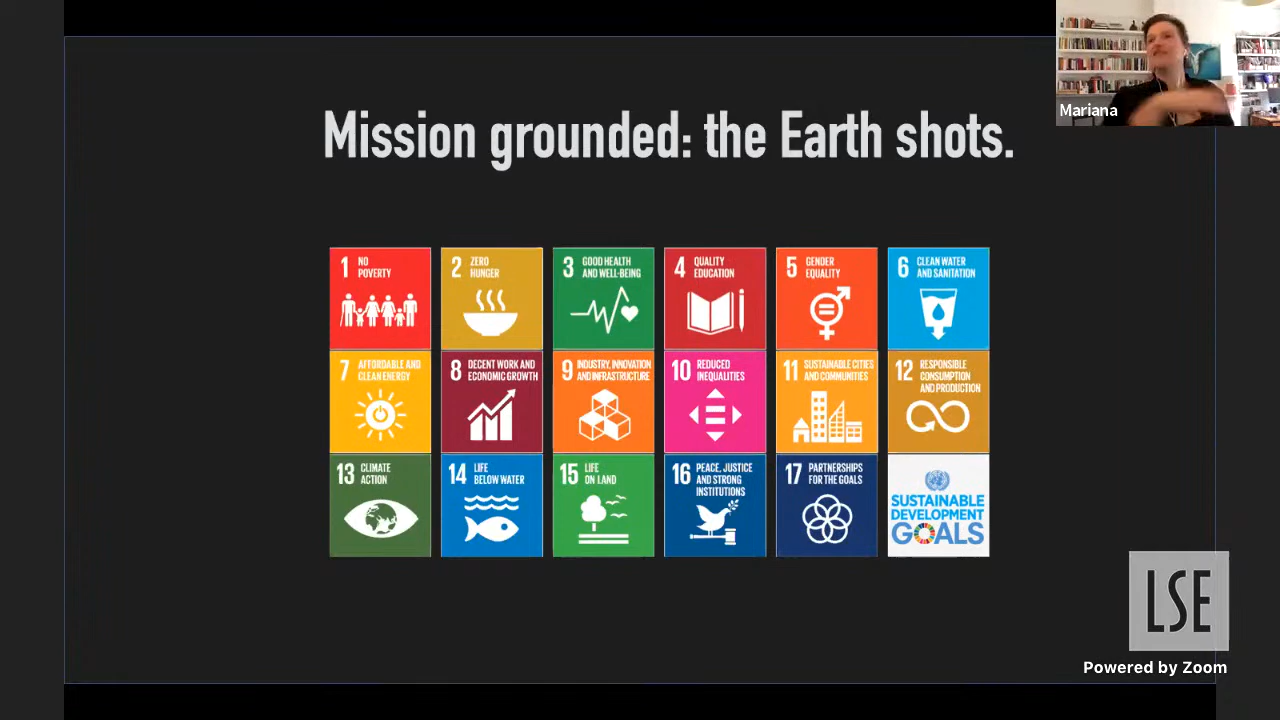 Mariana
Mission grounded: the Earth shots.
1 NO
POVERTY
2 ZERO
HUNGER
3 GOOD HEALTH
AND WELL-BEING
4 QUALITY
EDUCATION
5 GENDER
EQUALITY
6 CLEAN WATER
AND SANITATION
7 AFFORDABLE AND
CLEAN ENERGY
8 DECENT WORK AND
ECONOMIC GROWTH
9 INDUSTRY, INNOVATION
AND INFRASTRUCTURE
10 REDUCED
INEQUALITIES
11 SUSTAINABLE CITIES
AND COMMUNITIES
12 RESPONSIBLE
CONSUMPTION
AND PRODUCTION
13 CLIMATE
ACTION
14 LIFE
BELOW WATER
15 LIFE
ON LAND
16 PEACE, JUSTICE
AND STRONG
INSTITUTIONS
17 PARTNERSHIPS
FOR THE GOALS
SUSTAINABLE
DEVELOPMENT
GOALS
LSE
Powered by Zoom